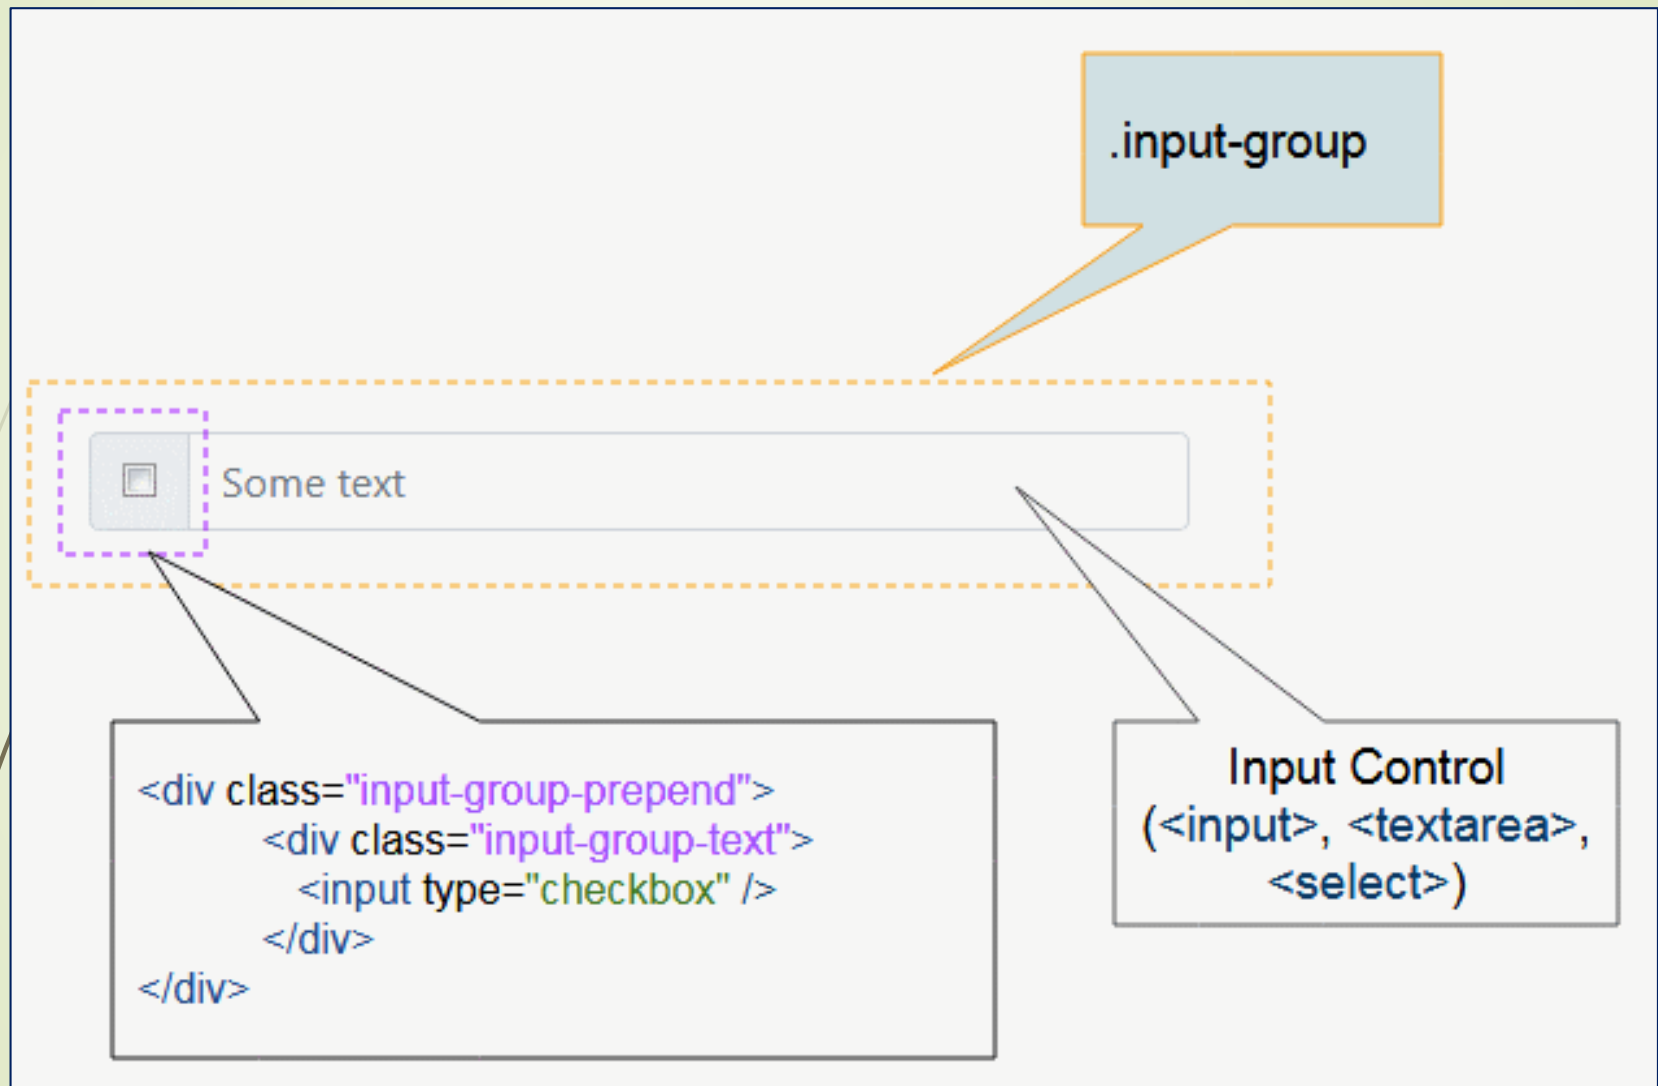 .input-group
Some text
<div class="input-group-prepend">
<div class="input-group-text">
<input type="checkbox" />
</div>
</div>
Input Control
(<input>, <textarea>,
<select>)